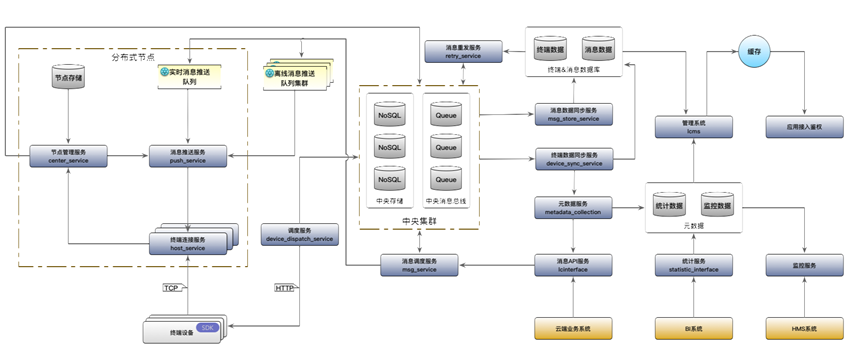 分布式节点
节点存储
实时消息推送
队列
离线消息推送
队列集群
消息重发服务
retry_service
终端数据
消息数据
终端&消息数据库
缓存
NoSQL
Queue
NoSQL
Queue
NoSQL
Queue
中央存储
中央消息总线
中央集群
消息数据同步服务
msg_store_service
管理系统
lcms
应用接入鉴权
节点管理服务
center_service
消息推送服务
push_service
终端数据同步服务
device_sync_service
元数据服务
metadata_collection
统计数据
监控数据
元数据
终端连接服务
host_service
调度服务
device_dispatch_service
消息调度服务
msg_service
消息API服务
lcinterface
统计服务
statistic_interface
监控服务
TCP
HTTP
终端设备
SDK
云端业务系统
BI系统
HMS系统